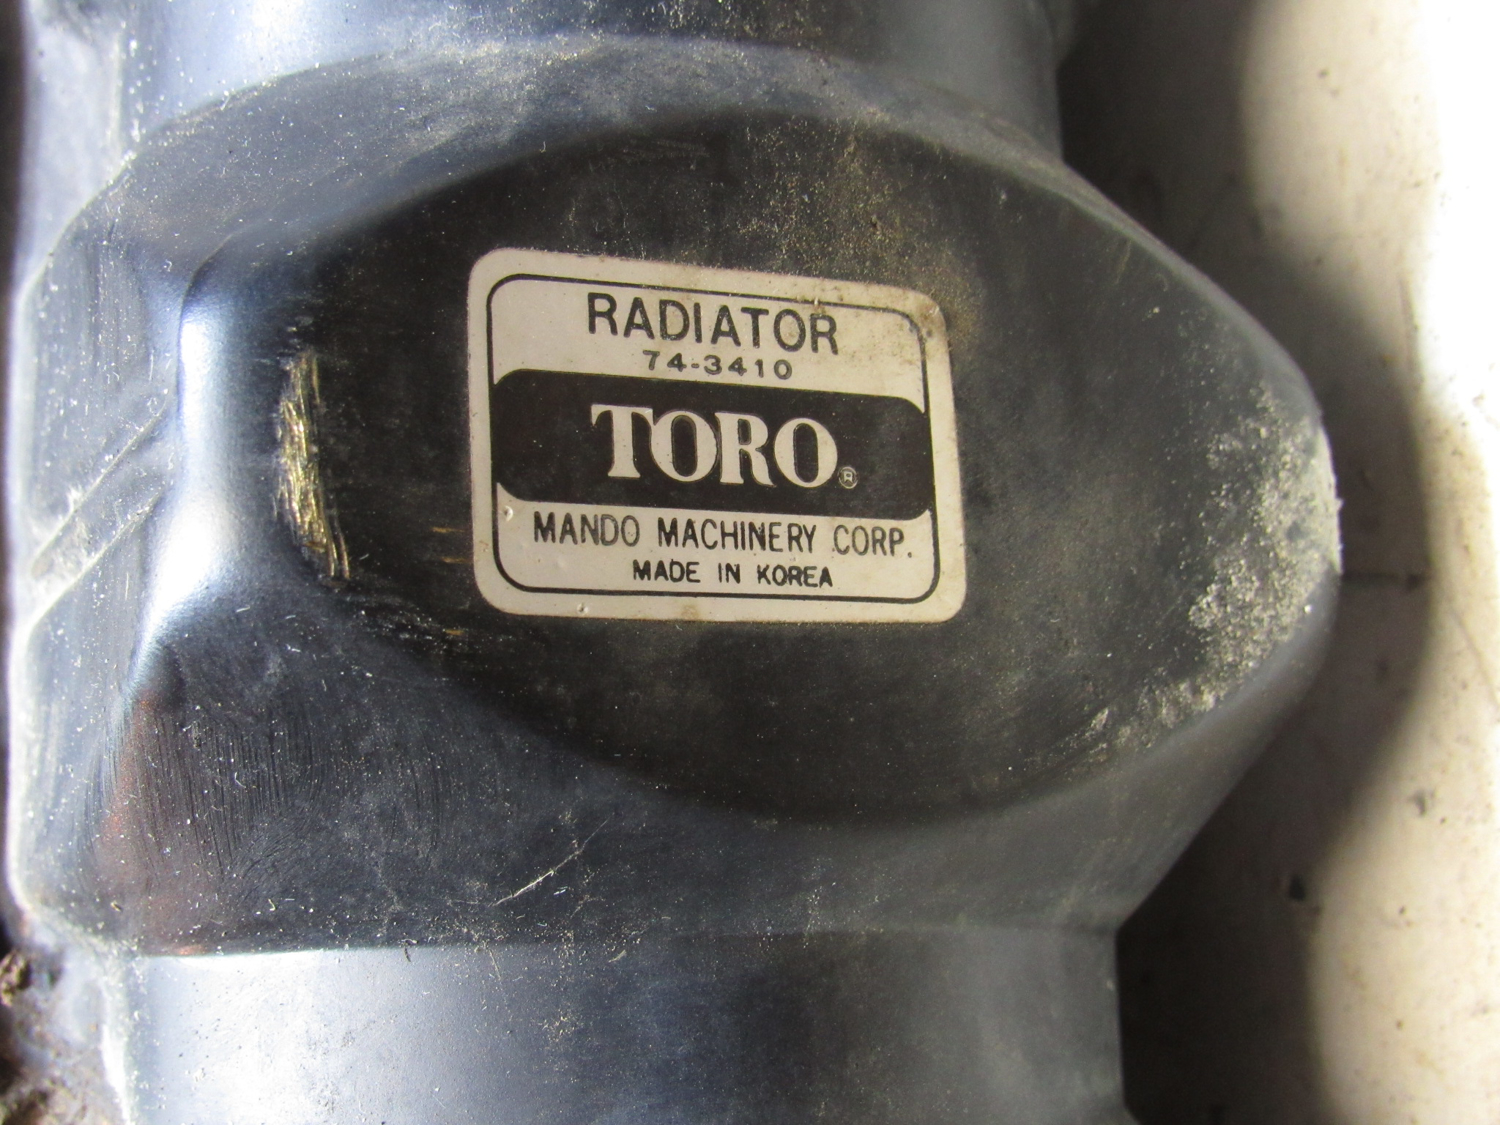 RADIATOR
74-3410
TORO®
MANDO MACHINERY CORP.
MADE IN KOREA